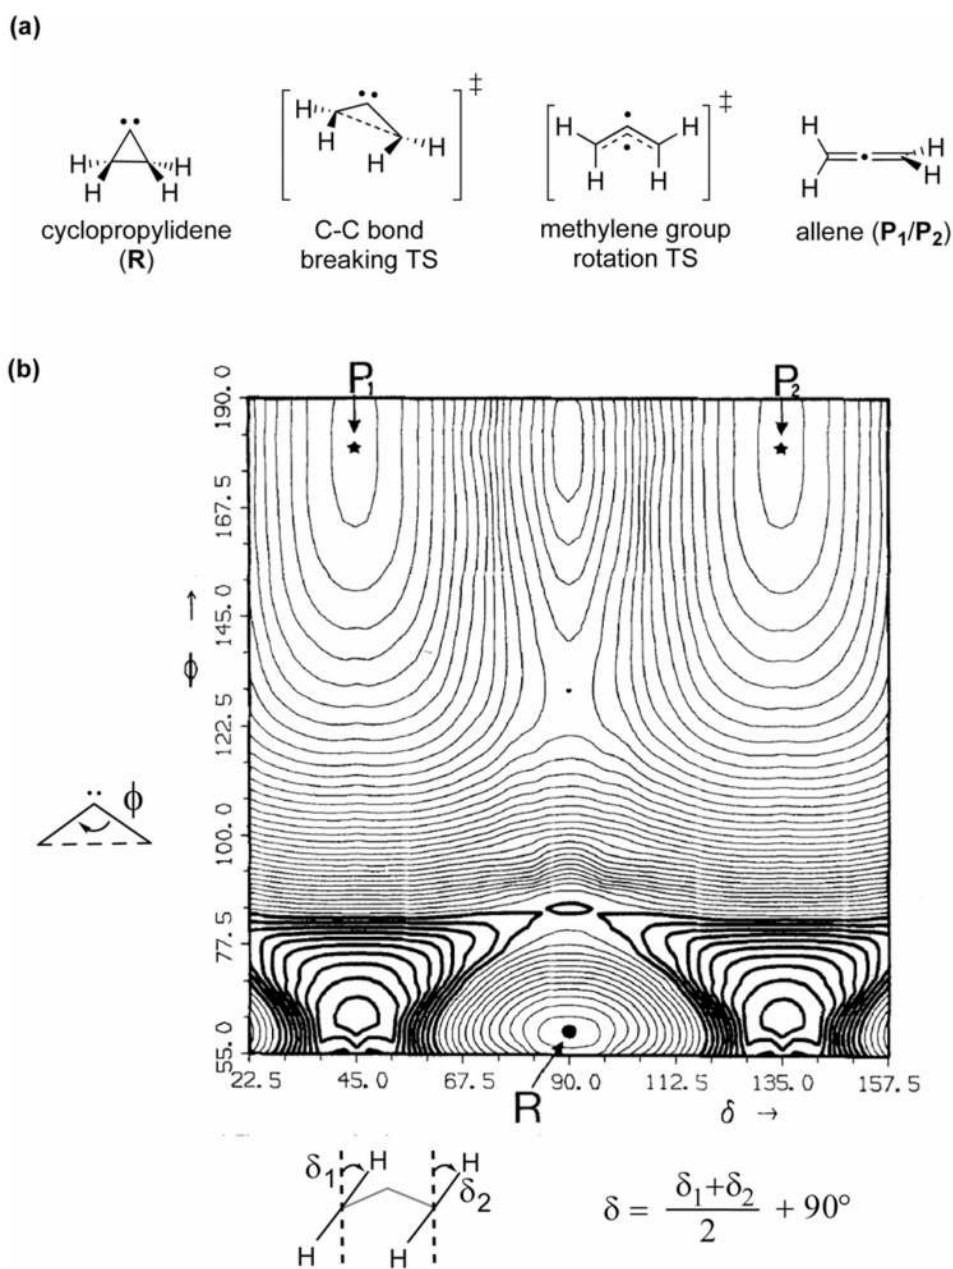 (a)
H H H H
cyclopropylidene
(R)
H H H H ‡
C-C bond
breaking TS
H H H H ‡
methylene group
rotation TS
H H H H
allene (P₁/P₂)
(b)
P₁ P₂
190.0
167.5
145.0
122.5
100.0
77.5
55.0
ϕ →
ϕ
22.5 45.0 67.5 90.0 112.5 135.0 157.5
R
δ →
δ₁ H H δ₂
H H
δ = (δ₁+δ₂)/2 + 90°